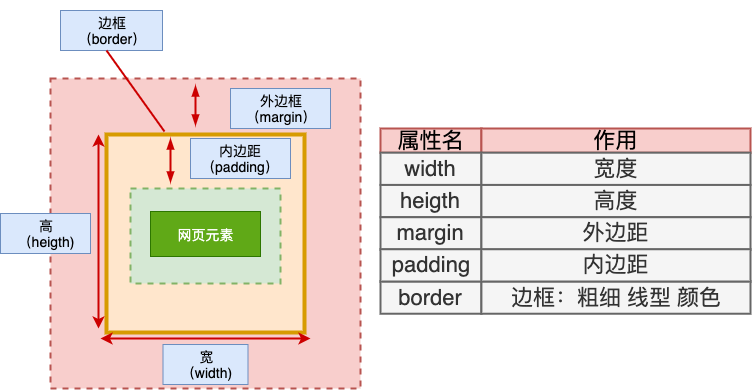 边框
（border）
外边框
（margin）
内边距
（padding）
网页元素
高
（heigth）
宽
（width）
属性名 作用
width 宽度
heigth 高度
margin 外边距
padding 内边距
border 边框：粗细 线型 颜色